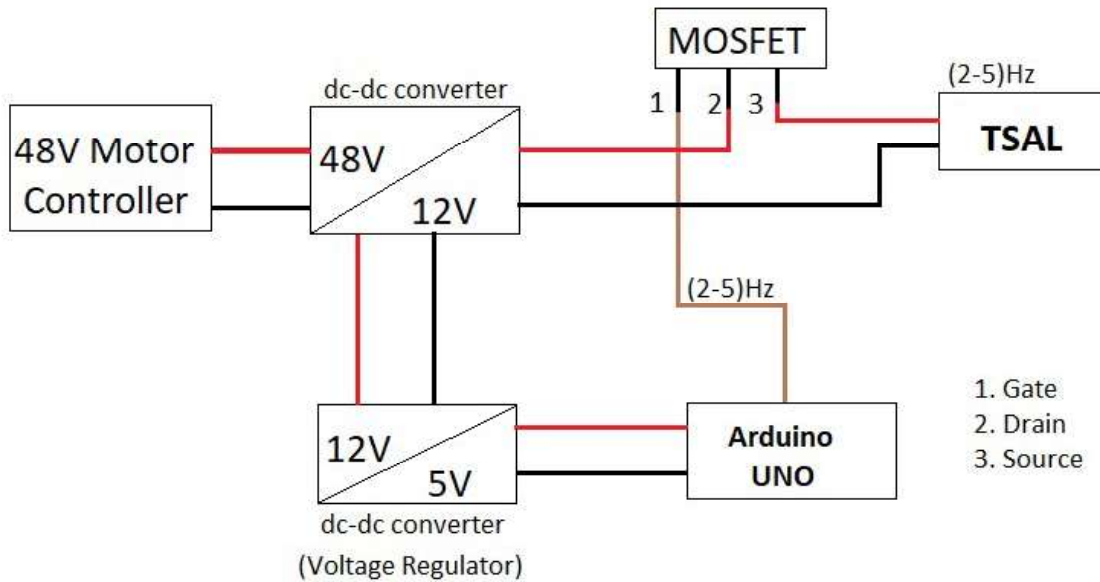 MOSFET
1
2
3
(2-5)Hz
TSAL
dc-dc converter
48V
12V
48V Motor
Controller
(2-5)Hz
12V
5V
dc-dc converter
(Voltage Regulator)
Arduino
UNO
1. Gate
2. Drain
3. Source